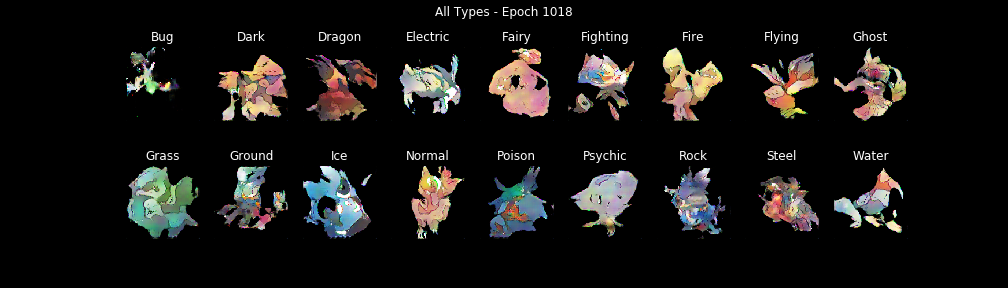 All Types - Epoch 1018
Bug Dark Dragon Electric Fairy Fighting Fire Flying Ghost
Grass Ground Ice Normal Poison Psychic Rock Steel Water